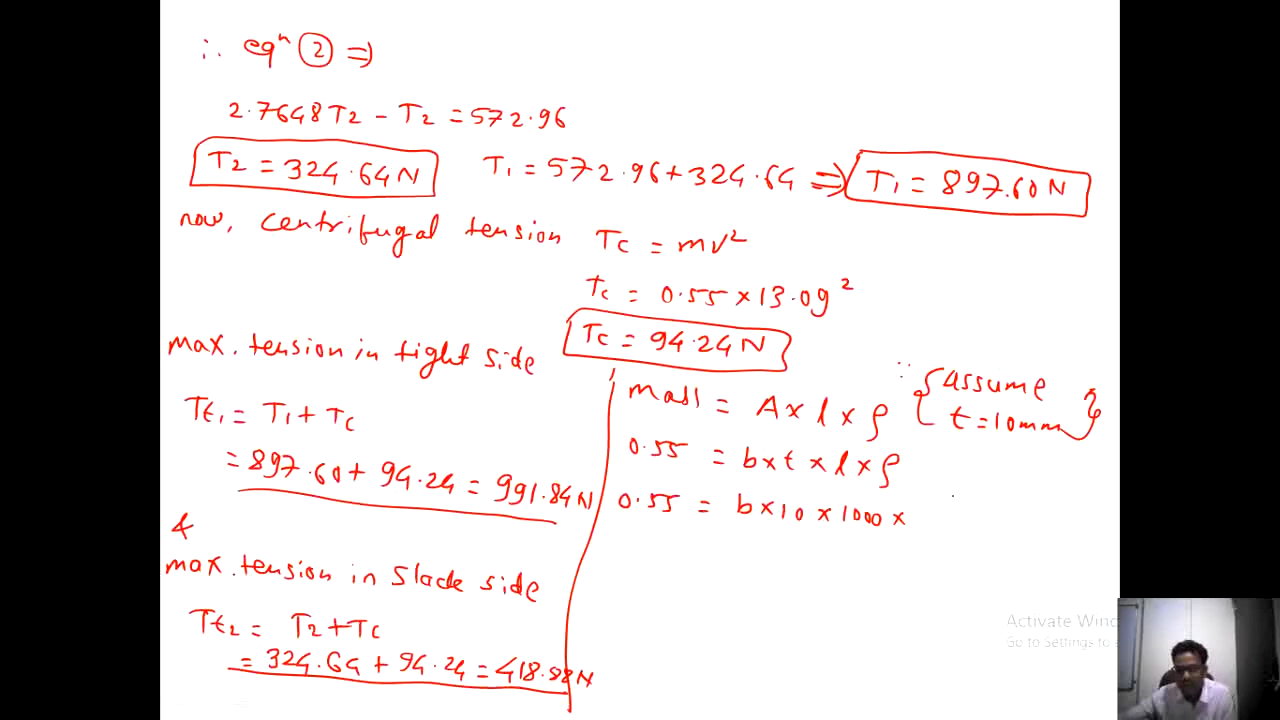 ∴ eqⁿ ② ⇒
2.7648T2 - T2 = 572.96
T2 = 324.64 N T1 = 572.96 + 324.64 ⇒ T1 = 897.60 N
now, centrifugal tension Tc = mv²
Tc = 0.55 × 13.09²
Tc = 94.24 N
max. tension in tight side
Tt1 = T1 + Tc
= 897.60 + 94.24 = 991.84 N
&
max. tension in Slack side
Tt2 = T2 + Tc
= 324.64 + 94.24 = 418.88 N
mass = A × l × ρ
0.55 = b × t × l × ρ
0.55 = b × 10 × 1000 ×
∵ { assume
t = 10mm }
Activate Win
Go to Settings to